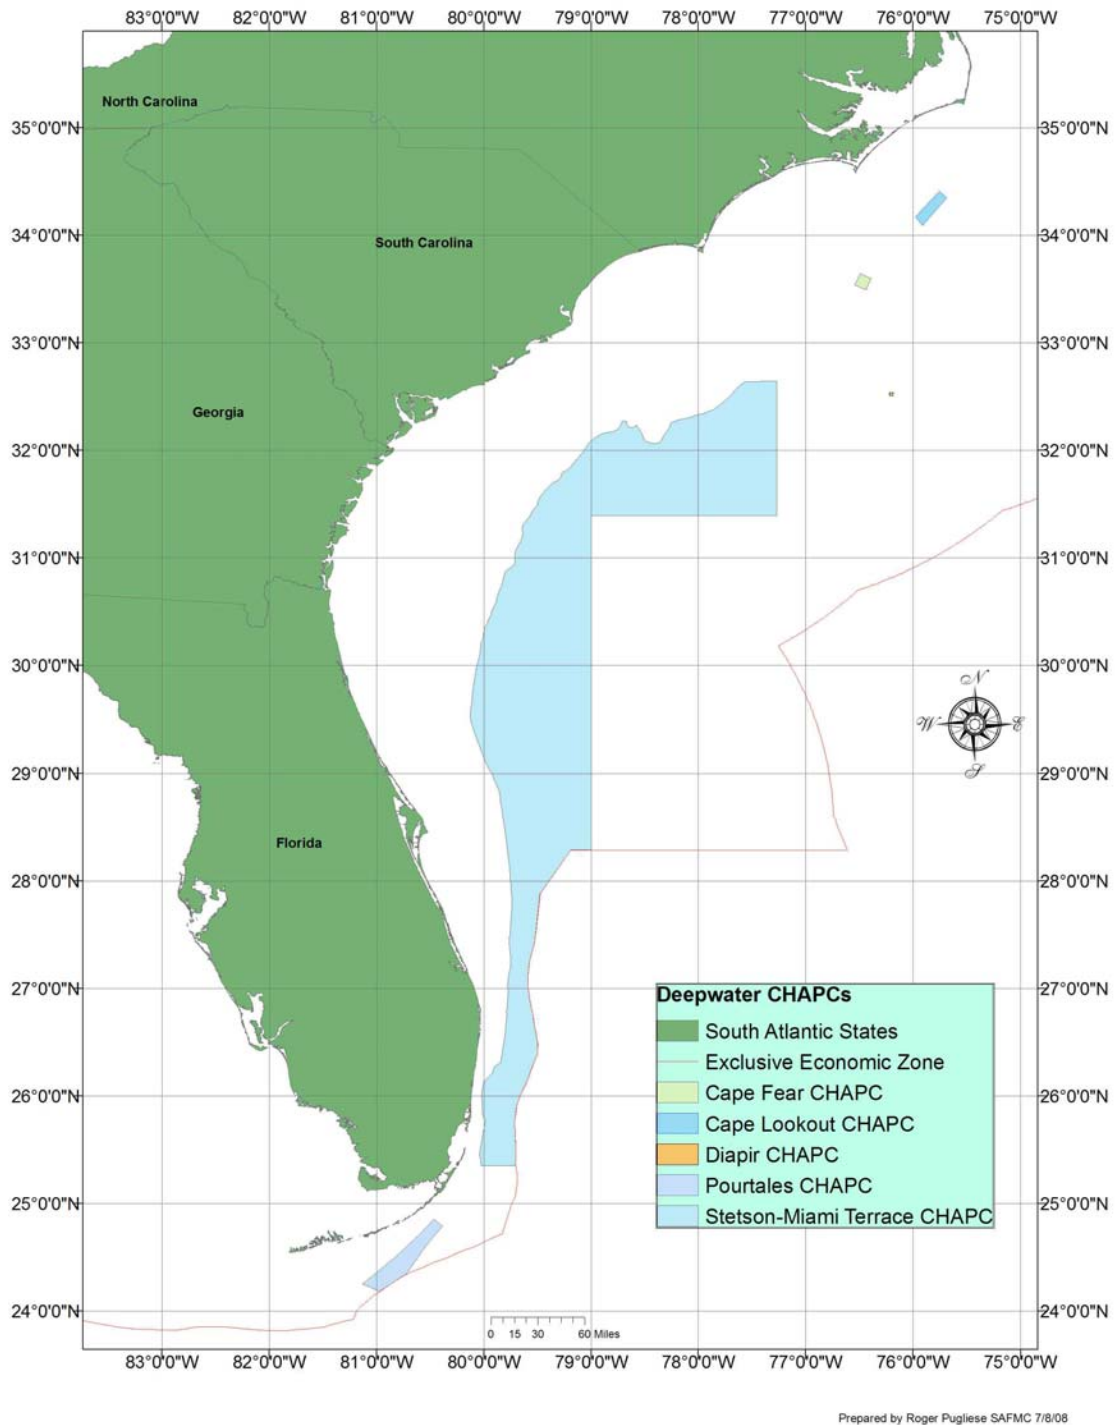 83°0'0"W 82°0'0"W 81°0'0"W 80°0'0"W 79°0'0"W 78°0'0"W 77°0'0"W 76°0'0"W 75°0'0"W
North Carolina
35°0'0"N 35°0'0"N
34°0'0"N 34°0'0"N
South Carolina
33°0'0"N 33°0'0"N
Georgia
32°0'0"N 32°0'0"N
31°0'0"N 31°0'0"N
30°0'0"N 30°0'0"N
N
W E
S
29°0'0"N 29°0'0"N
Florida
28°0'0"N 28°0'0"N
27°0'0"N 27°0'0"N
Deepwater CHAPCs
South Atlantic States
Exclusive Economic Zone
26°0'0"N 26°0'0"N
Cape Fear CHAPC
Cape Lookout CHAPC
Diapir CHAPC
Pourtales CHAPC
25°0'0"N 25°0'0"N
Stetson-Miami Terrace CHAPC
24°0'0"N 24°0'0"N
0 15 30 60 Miles
83°0'0"W 82°0'0"W 81°0'0"W 80°0'0"W 79°0'0"W 78°0'0"W 77°0'0"W 76°0'0"W 75°0'0"W
Prepared by Roger Pugliese SAFMC 7/8/08